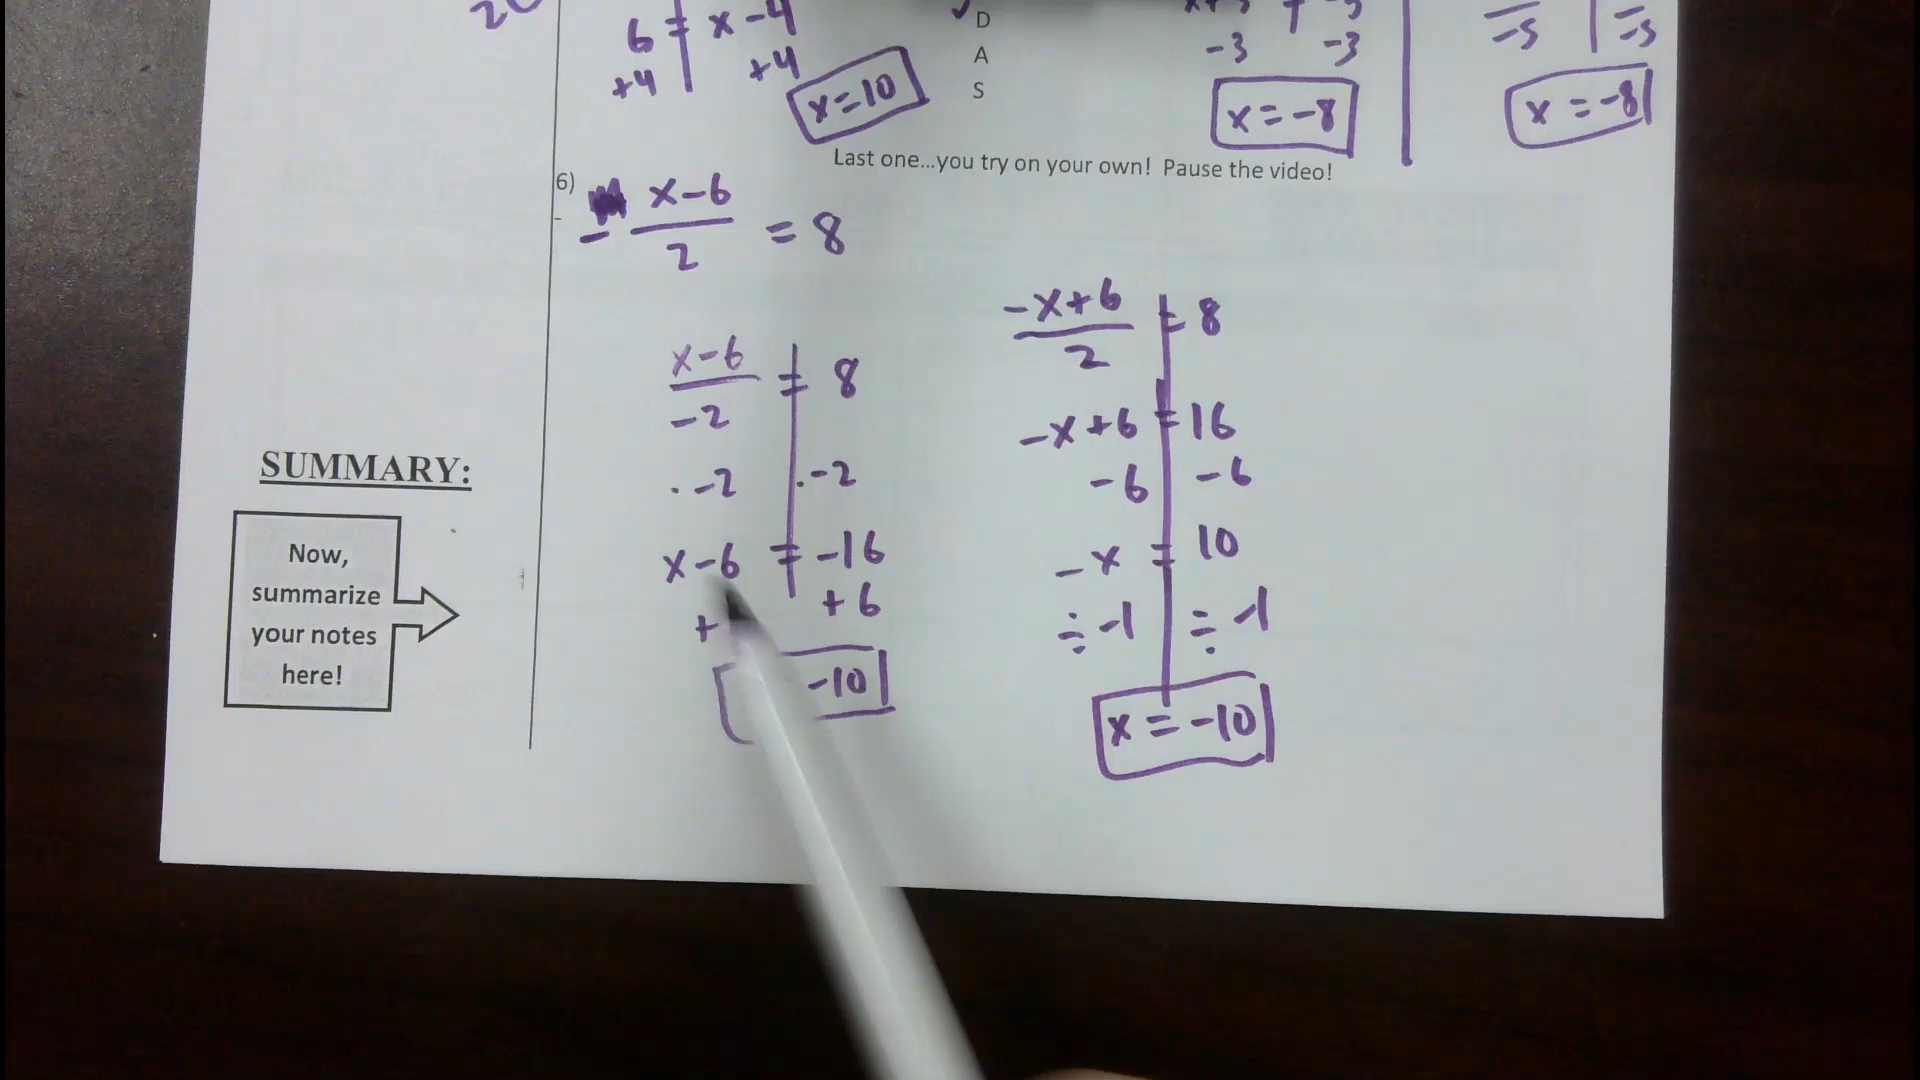 6 = x-4
+4 +4
x=10
D
A
S
-3 -3
x=-8
-5 -5
x=-8
Last one...you try on your own! Pause the video!
6)
- x-6 / 2 = 8
x-6 / -2 = 8
·-2 ·-2
x-6 = -16
+ +6
-10
-x+6 / 2 = 8
-x+6 = 16
-6 -6
-x = 10
÷-1 ÷-1
x = -10
SUMMARY:
Now,
summarize
your notes
here!